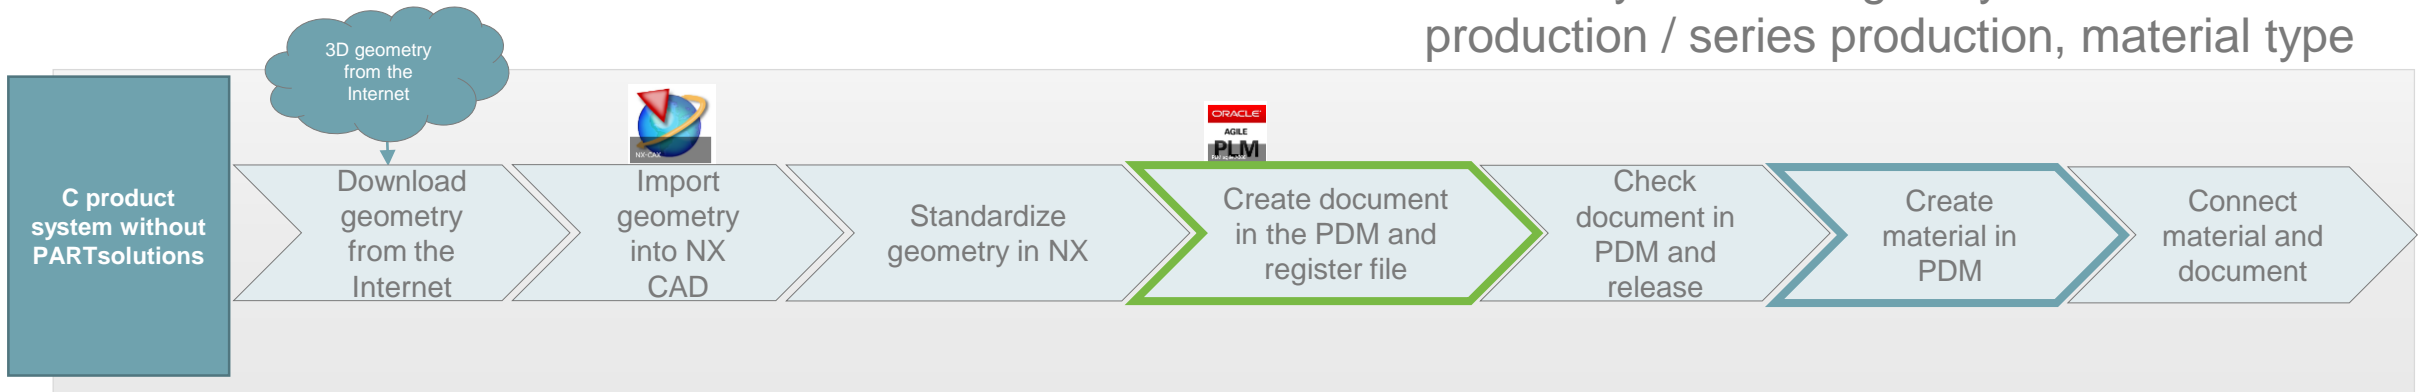 production / series production, material type
3D geometry
from the
Internet
NX-CAX
ORACLE
AGILE
PLM
C product
system without
PARTsolutions
Download
geometry
from the
Internet
Import
geometry
into NX
CAD
Standardize
geometry in NX
Create document
in the PDM and
register file
Check
document in
PDM and
release
Create
material in
PDM
Connect
material and
document